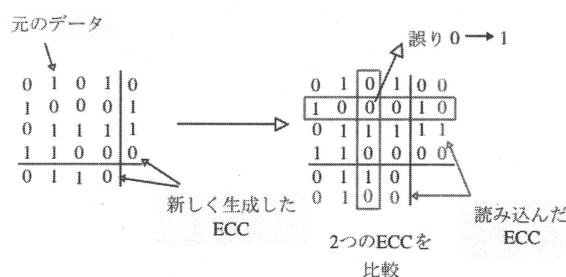 元のデータ
誤り 0 → 1
0 1 0 1 0
1 0 0 0 1
0 1 1 1 1
1 1 0 0 0
0 1 1 0
0 1 0 1 0 0
1 0 0 0 1 0
0 1 1 1 1 1
1 1 0 0 0 0
0 1 1 0
0 1 0 0
新しく生成した
ECC
2つのECCを
比較
読み込んだ
ECC